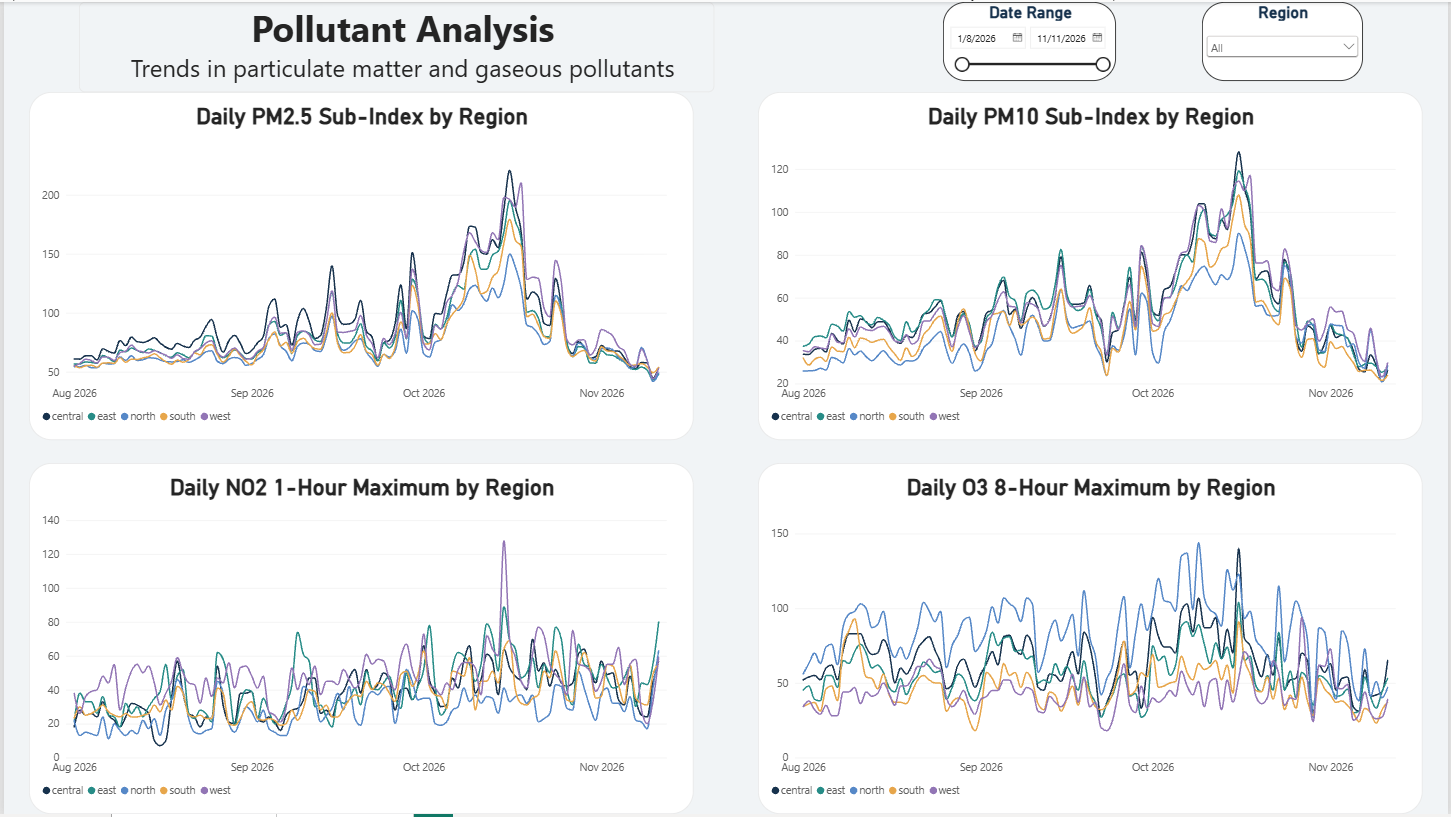 Pollutant Analysis
Trends in particulate matter and gaseous pollutants
Date Range
1/8/2026 11/11/2026
Region
All
Daily PM2.5 Sub-Index by Region
200
150
100
50
Aug 2026 Sep 2026 Oct 2026 Nov 2026
central east north south west
Daily PM10 Sub-Index by Region
120
100
80
60
40
20
Aug 2026 Sep 2026 Oct 2026 Nov 2026
central east north south west
Daily NO2 1-Hour Maximum by Region
140
120
100
80
60
40
20
0
Aug 2026 Sep 2026 Oct 2026 Nov 2026
central east north south west
Daily O3 8-Hour Maximum by Region
150
100
50
0
Aug 2026 Sep 2026 Oct 2026 Nov 2026
central east north south west